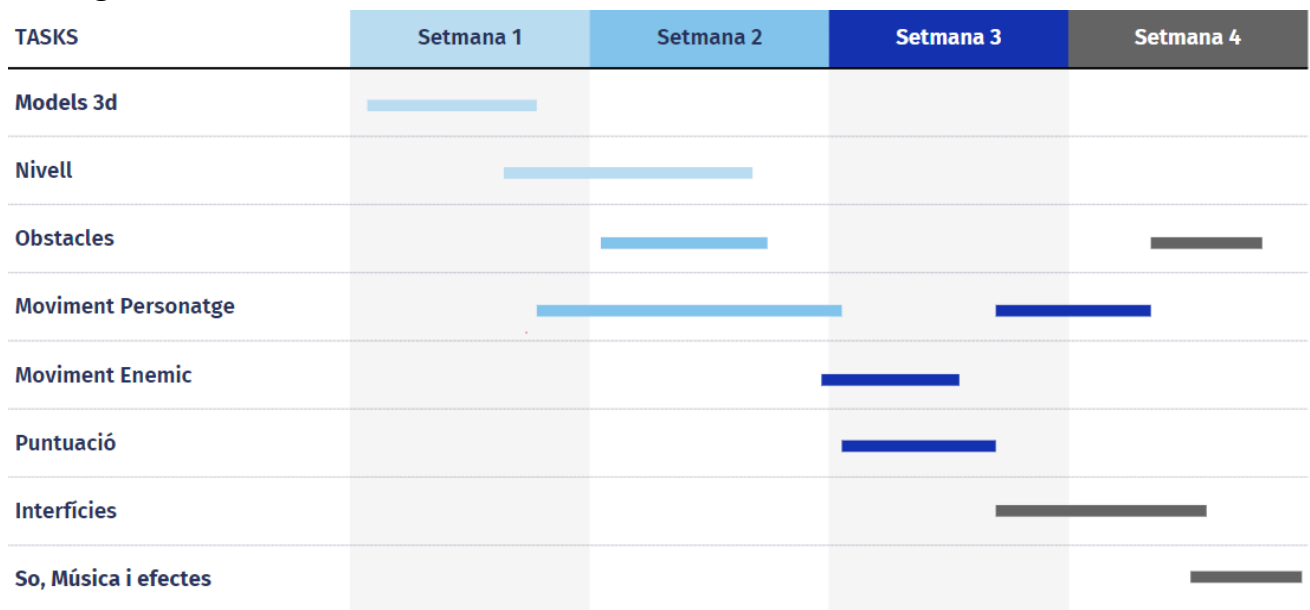 TASKS Setmana 1 Setmana 2 Setmana 3 Setmana 4
Models 3d
Nivell
Obstacles
Moviment Personatge
Moviment Enemic
Puntuació
Interfícies
So, Música i efectes